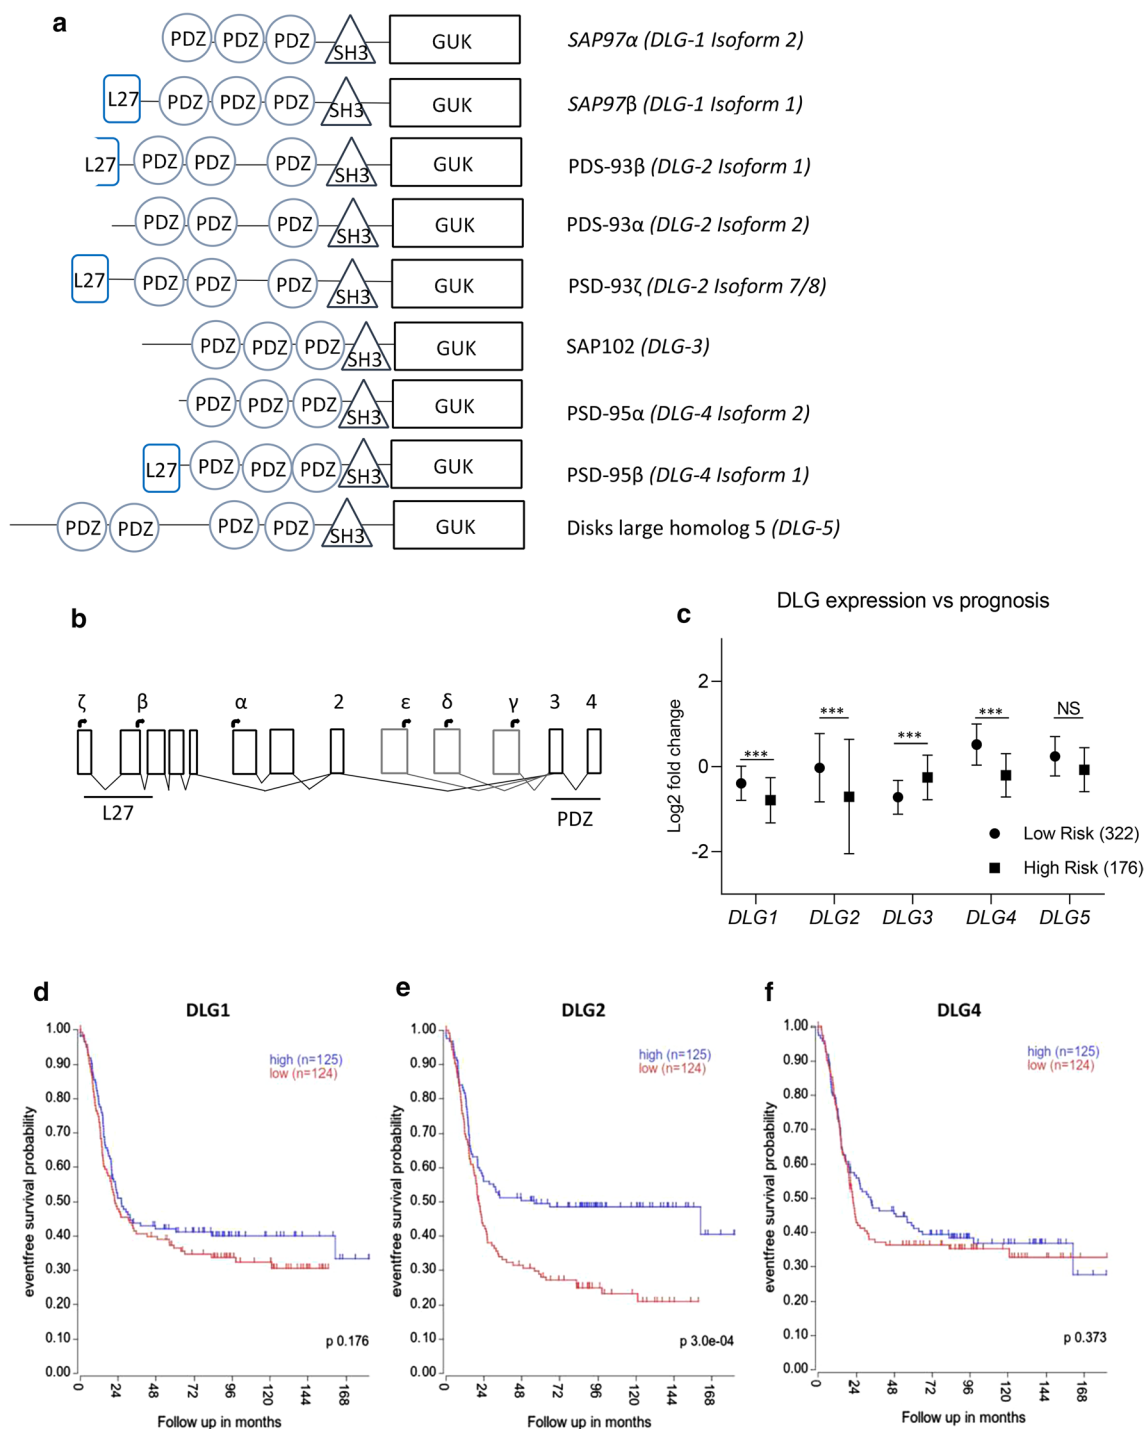 a
PDZ PDZ PDZ SH3 GUK SAP97α (DLG-1 Isoform 2)
L27 PDZ PDZ PDZ SH3 GUK SAP97β (DLG-1 Isoform 1)
L27 PDZ PDZ PDZ SH3 GUK PDS-93β (DLG-2 Isoform 1)
PDZ PDZ PDZ SH3 GUK PDS-93α (DLG-2 Isoform 2)
L27 PDZ PDZ PDZ SH3 GUK PSD-93ζ (DLG-2 Isoform 7/8)
PDZ PDZ PDZ SH3 GUK SAP102 (DLG-3)
PDZ PDZ PDZ SH3 GUK PSD-95α (DLG-4 Isoform 2)
L27 PDZ PDZ PDZ SH3 GUK PSD-95β (DLG-4 Isoform 1)
PDZ PDZ PDZ PDZ SH3 GUK Disks large homolog 5 (DLG-5)
b
ζ β α 2 ε δ γ 3 4
L27 PDZ
c
DLG expression vs prognosis
Log2 fold change
2
0
-2
*** *** *** *** NS
Low Risk (322)
High Risk (176)
DLG1 DLG2 DLG3 DLG4 DLG5
d
DLG1
eventfree survival probability
1.00
0.90
0.80
0.70
0.60
0.50
0.40
0.30
0.20
0.10
0.00
high (n=125)
low (n=124)
p 0.176
0 24 48 72 96 120 144 168
Follow up in months
e
DLG2
eventfree survival probability
1.00
0.90
0.80
0.70
0.60
0.50
0.40
0.30
0.20
0.10
0.00
high (n=125)
low (n=124)
p 3.0e-04
0 24 48 72 96 120 144 168
Follow up in months
f
DLG4
eventfree survival probability
1.00
0.90
0.80
0.70
0.60
0.50
0.40
0.30
0.20
0.10
0.00
high (n=125)
low (n=124)
p 0.373
0 24 48 72 96 120 144 168
Follow up in months